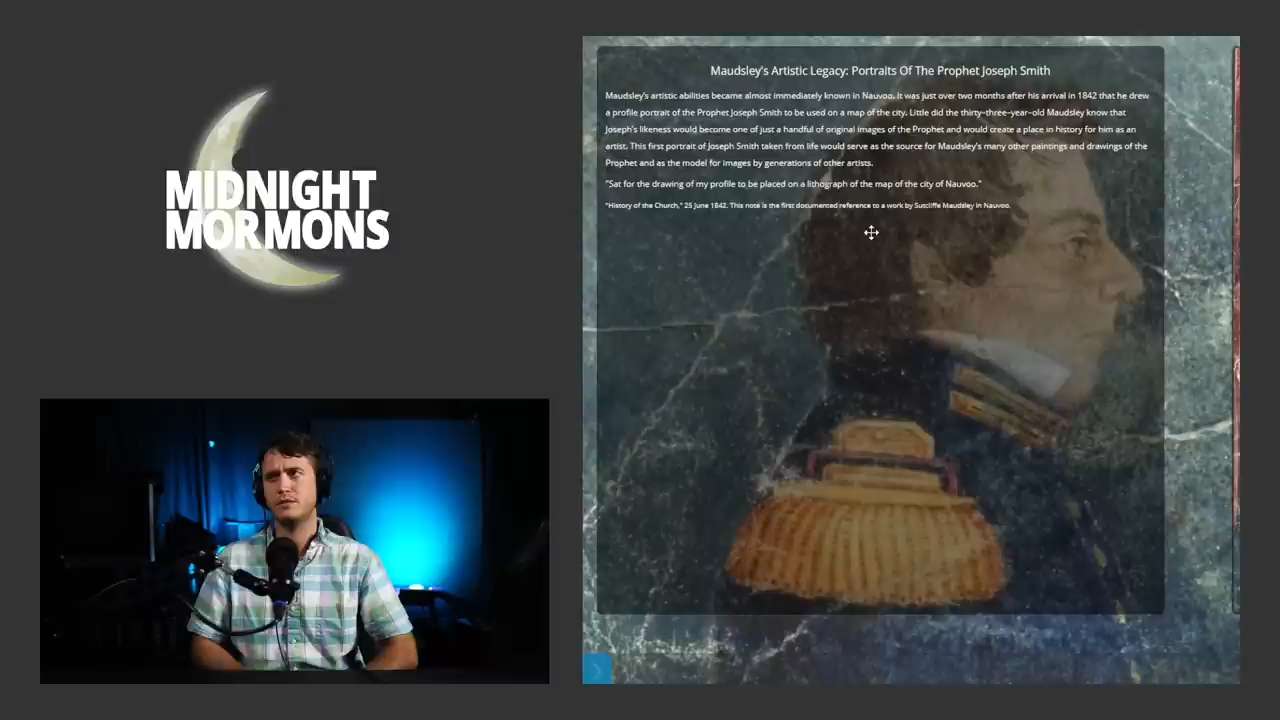 MIDNIGHT
MORMONS
Maudsley's Artistic Legacy: Portraits Of The Prophet Joseph Smith
Maudsley's artistic abilities became almost immediately known in Nauvoo. It was just over two months after his arrival in 1842 that he drew
a profile portrait of the Prophet Joseph Smith to be used on a map of the city. Little did the thirty-three-year-old Maudsley know that
Joseph's likeness would become one of just a handful of original images of the Prophet and would create a place in history for him as an
artist. This first portrait of Joseph Smith taken from life would serve as the source for Maudsley's many other paintings and drawings of the
Prophet and as the model for images by generations of other artists.
"Sat for the drawing of my profile to be placed on a lithograph of the map of the city of Nauvoo."
"History of the Church," 25 June 1842. This note is the first documented reference to a work by Sutcliffe Maudsley in Nauvoo.